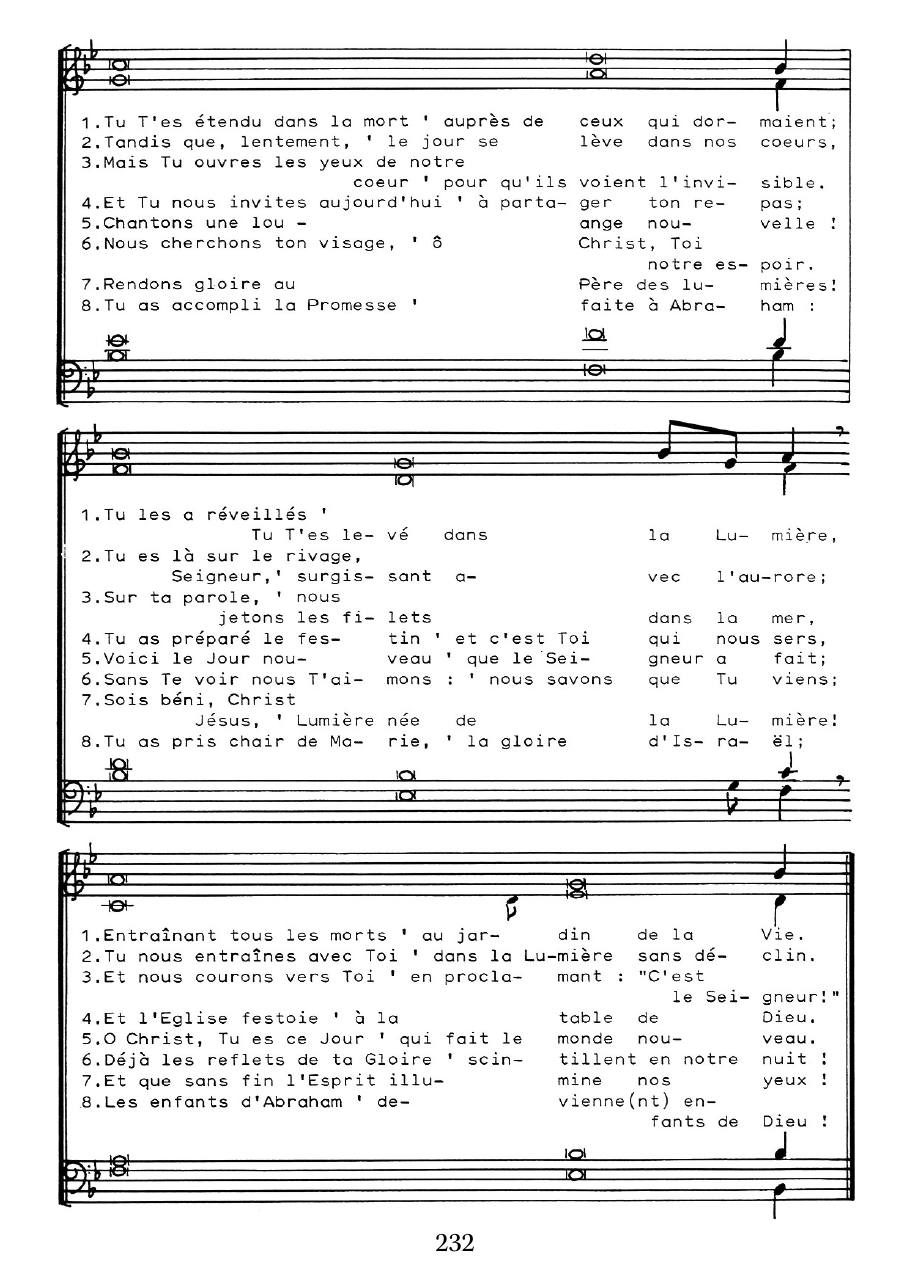 1.Tu T'es étendu dans la mort ' auprès de ceux qui dor- maient;
2.Tandis que, lentement, ' le jour se lève dans nos coeurs,
3.Mais Tu ouvres les yeux de notre
coeur ' pour qu'ils voient l'invi- sible.
4.Et Tu nous invites aujourd'hui ' à parta- ger ton re- pas;
5.Chantons une lou - ange nou- velle !
6.Nous cherchons ton visage, ' ô Christ, Toi
notre es- poir.
7.Rendons gloire au Père des lu- mières!
8.Tu as accompli la Promesse ' faite à Abra- ham :
1.Tu les a réveillés '
Tu T'es le- vé dans la Lu- mière,
2.Tu es là sur le rivage,
Seigneur,' surgis- sant a- vec l'au-rore;
3.Sur ta parole, ' nous
jetons les fi- lets dans la mer,
4.Tu as préparé le fes- tin ' et c'est Toi qui nous sers,
5.Voici le Jour nou- veau ' que le Sei- gneur a fait;
6.Sans Te voir nous T'ai- mons : ' nous savons que Tu viens;
7.Sois béni, Christ
Jésus, ' Lumière née de la Lu- mière!
8.Tu as pris chair de Ma- rie, ' la gloire d'Is- ra- ël;
1.Entraînant tous les morts ' au jar- din de la Vie.
2.Tu nous entraînes avec Toi ' dans la Lu-mière sans dé- clin.
3.Et nous courons vers Toi ' en procla- mant : "C'est
le Sei- gneur!"
4.Et l'Eglise festoie ' à la table de Dieu.
5.O Christ, Tu es ce Jour ' qui fait le monde nou- veau.
6.Déjà les reflets de ta Gloire ' scin- tillent en notre nuit !
7.Et que sans fin l'Esprit illu- mine nos yeux !
8.Les enfants d'Abraham ' de- vienne(nt) en-
fants de Dieu !
232